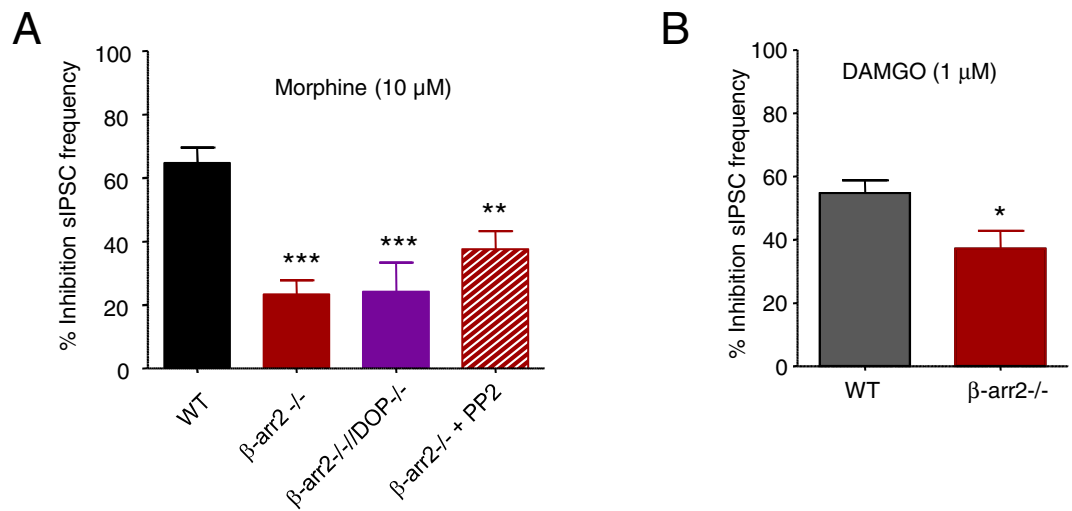 A
% Inhibition sIPSC frequency
100
80
60
40
20
0
Morphine (10 μM)
***
***
**
WT
β-arr2 -/-
β-arr2-/-//DOP-/-
β-arr2-/- + PP2
B
% Inhibition sIPSC frequency
100
80
60
40
20
0
DAMGO (1 μM)
*
WT
β-arr2-/-